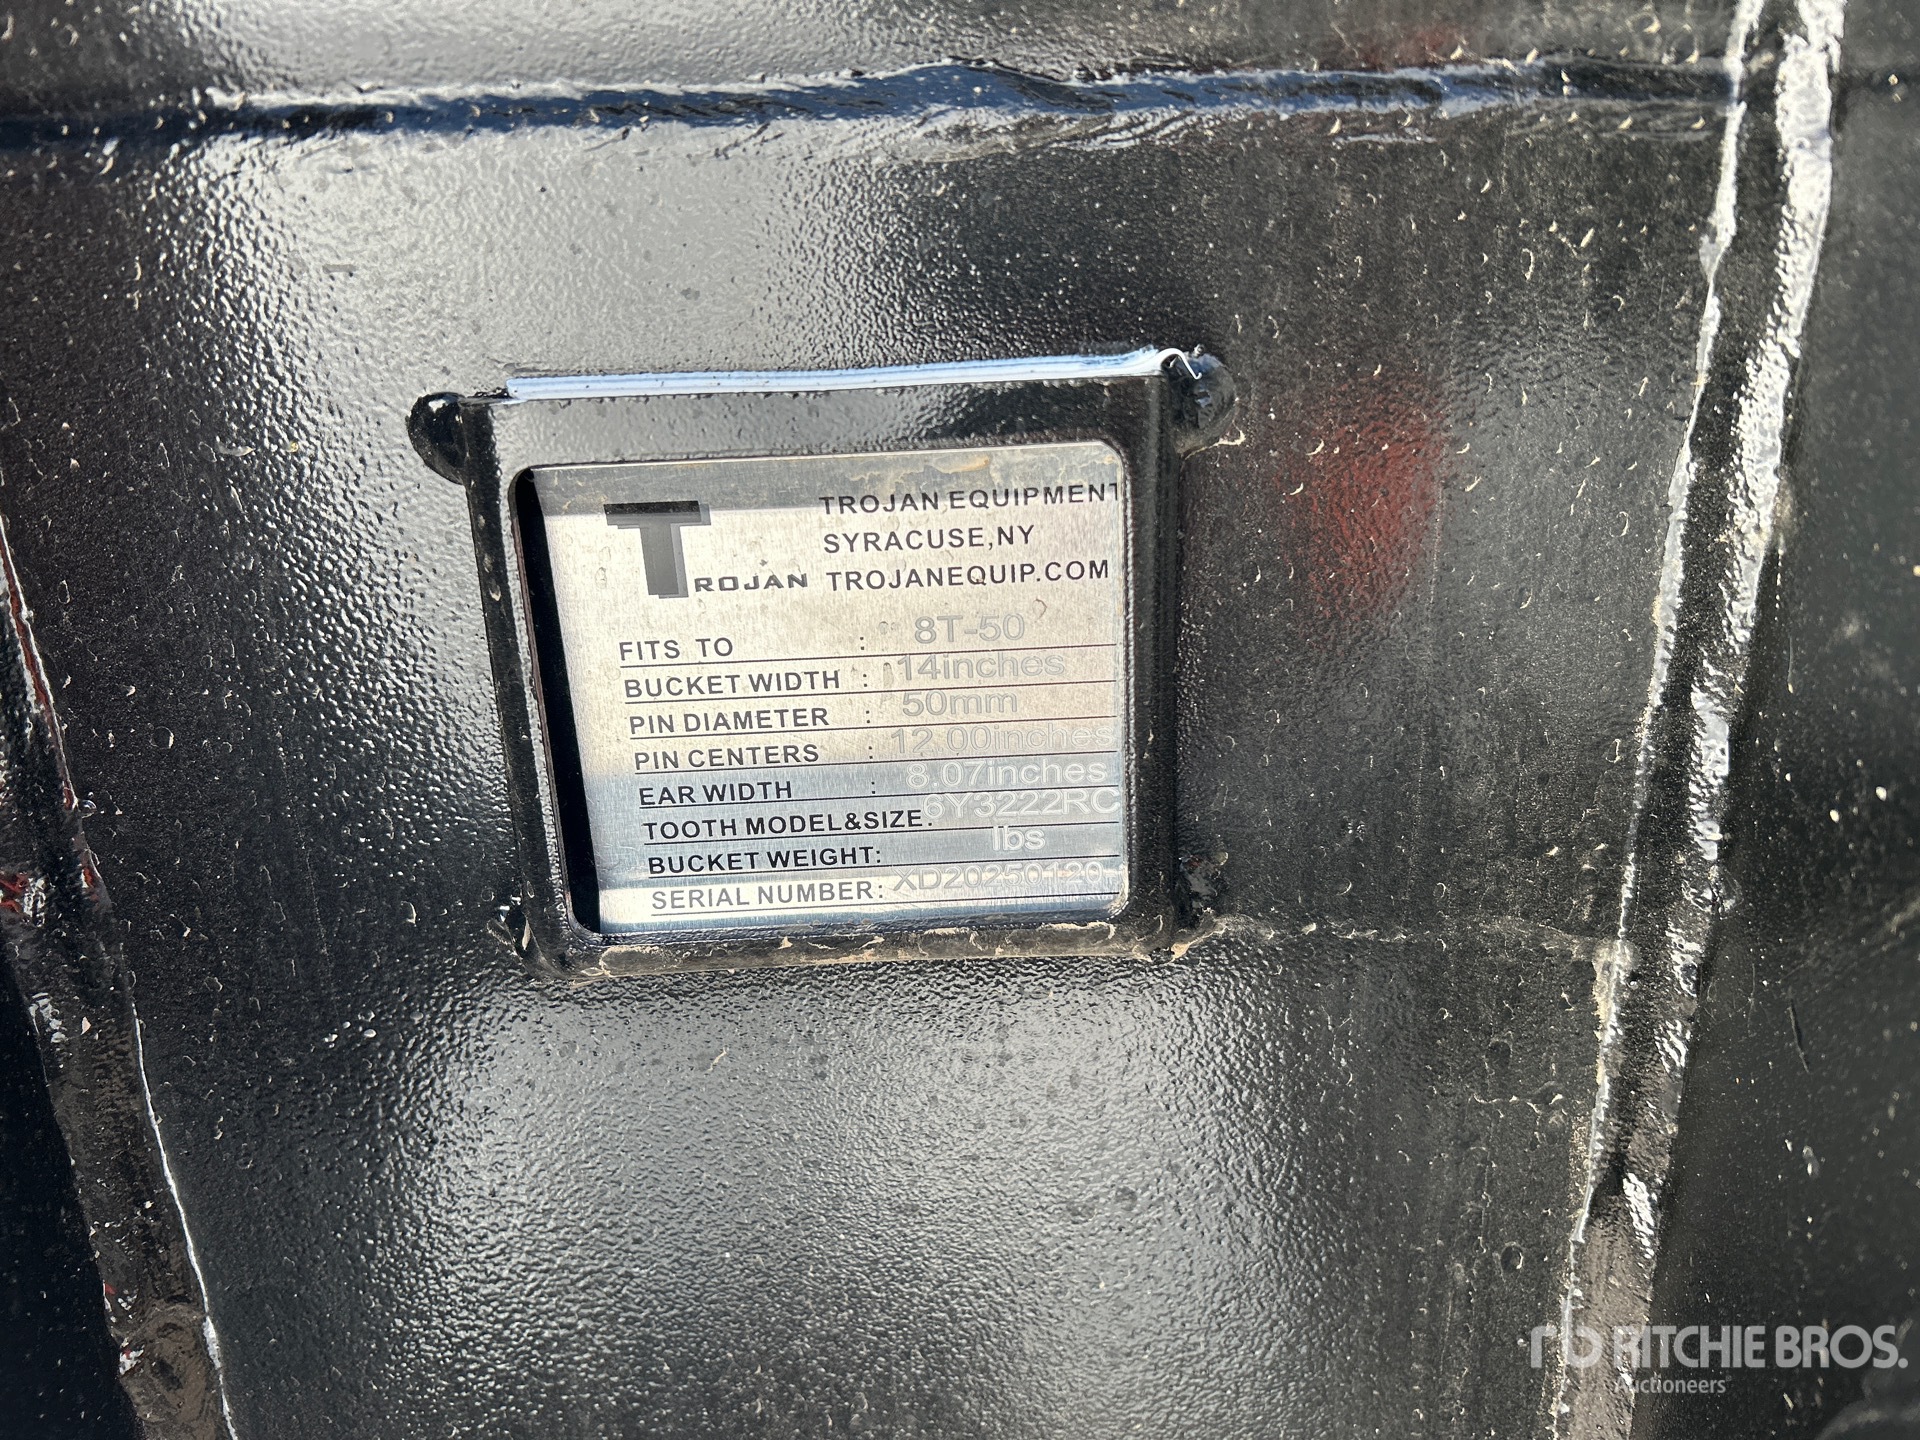 TROJAN EQUIPMENT
SYRACUSE,NY
TROJAN TROJANEQUIP.COM
FITS TO : 8T-50
BUCKET WIDTH : 14inches
PIN DIAMETER : 50mm
PIN CENTERS : 12.00inches
EAR WIDTH : 8.07inches
TOOTH MODEL&SIZE: 6Y3222RC
BUCKET WEIGHT: lbs
SERIAL NUMBER: XD20250120-
rb RITCHIE BROS.
Auctioneers